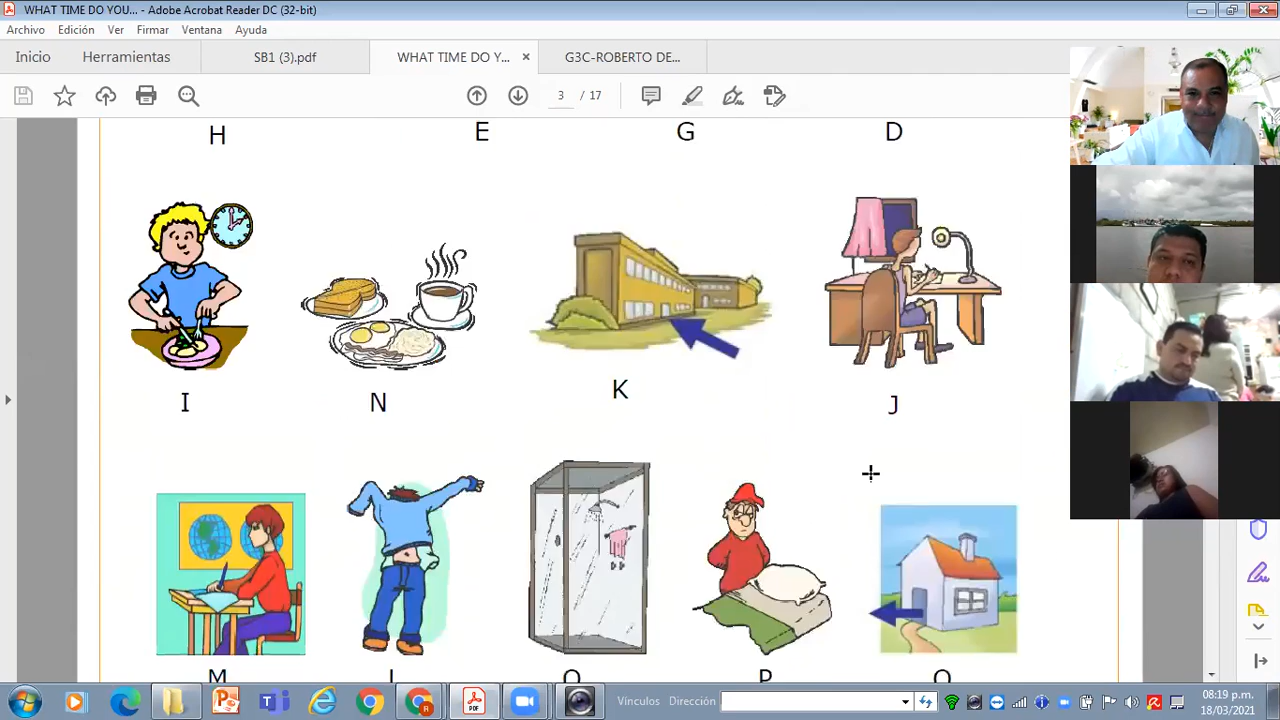 WHAT TIME DO YOU... - Adobe Acrobat Reader DC (32-bit)
Archivo Edición Ver Firmar Ventana Ayuda
Inicio Herramientas SB1 (3).pdf WHAT TIME DO Y... × G3C-ROBERTO DE...
3 / 17
H E G D
I N K J
M
P
Vínculos Dirección
08:19 p.m.
18/03/2021